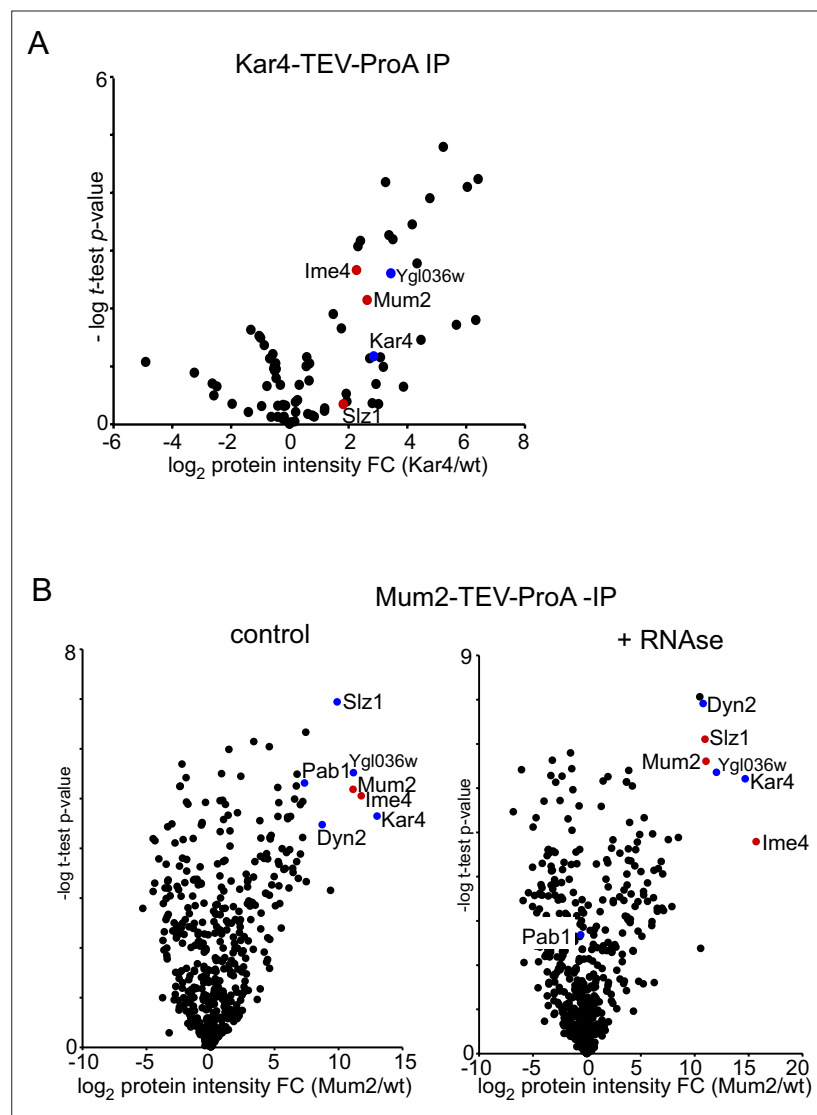 A
Kar4-TEV-ProA IP
6
- log t-test p-value
Ime4
Ygl036w
Mum2
Kar4
Slz1
0
-6 -4 -2 0 2 4 6 8
log2 protein intensity FC (Kar4/wt)
B
Mum2-TEV-ProA -IP
control
8
-log t-test p-value
Slz1
Ygl036w
Pab1
Mum2
Ime4
Kar4
Dyn2
0
-10 -5 0 5 10 15
log2 protein intensity FC (Mum2/wt)
+ RNAse
9
-log t-test p-value
Dyn2
Slz1
Mum2
Ygl036w
Kar4
Ime4
Pab1
0
-10 -5 0 5 10 15 20
log2 protein intensity FC (Mum2/wt)